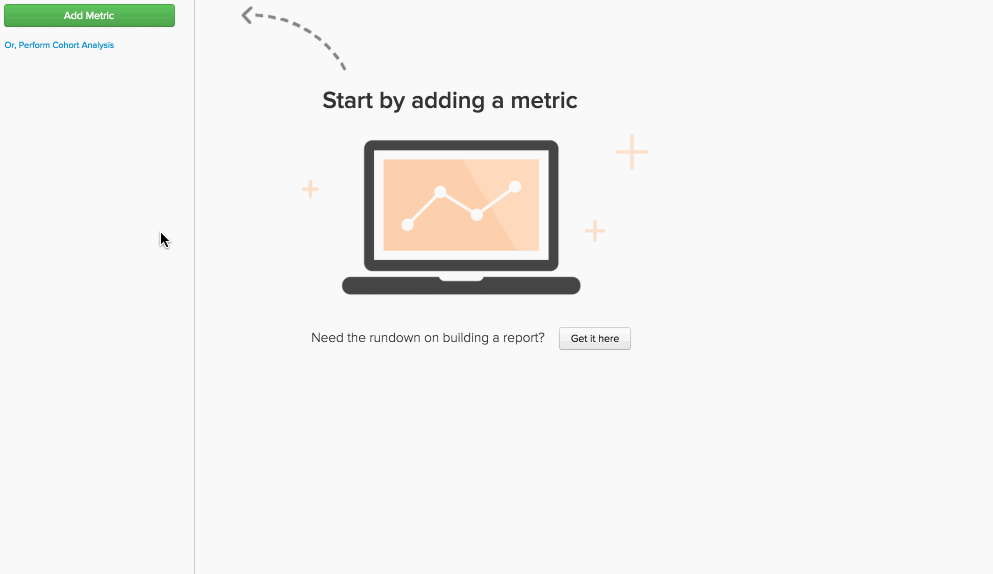 Add Metric
Or, Perform Cohort Analysis
Start by adding a metric
Need the rundown on building a report?
Get it here